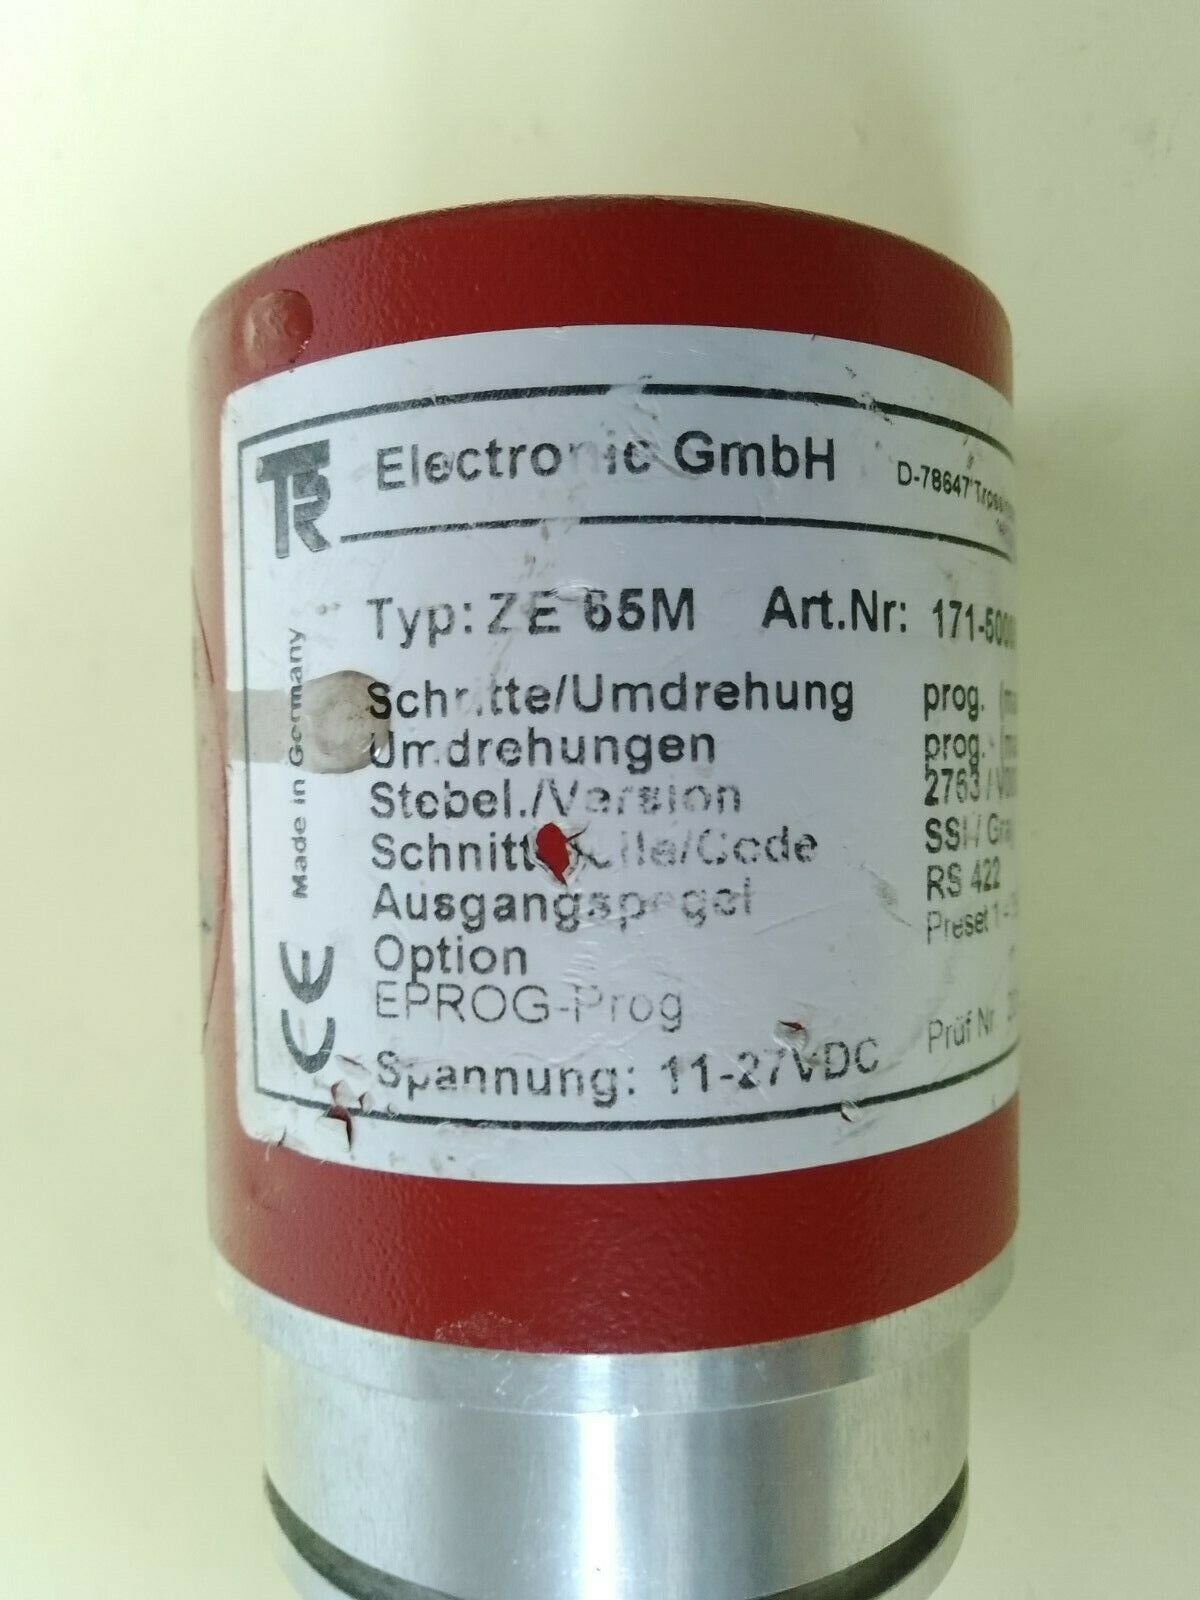 TR Electronic GmbH D-78647
Typ: ZE 65M Art.Nr: 171-500
Schritte/Umdrehung prog.
Umdrehungen prog.
Stebel./Version 2763 /
Schnittstelle/Code SSI /
Ausgangspegel RS 422
Option Preset 1 -
EPROG-Prog
Spannung: 11-27VDC Prüf Nr
Made in Germany
CE